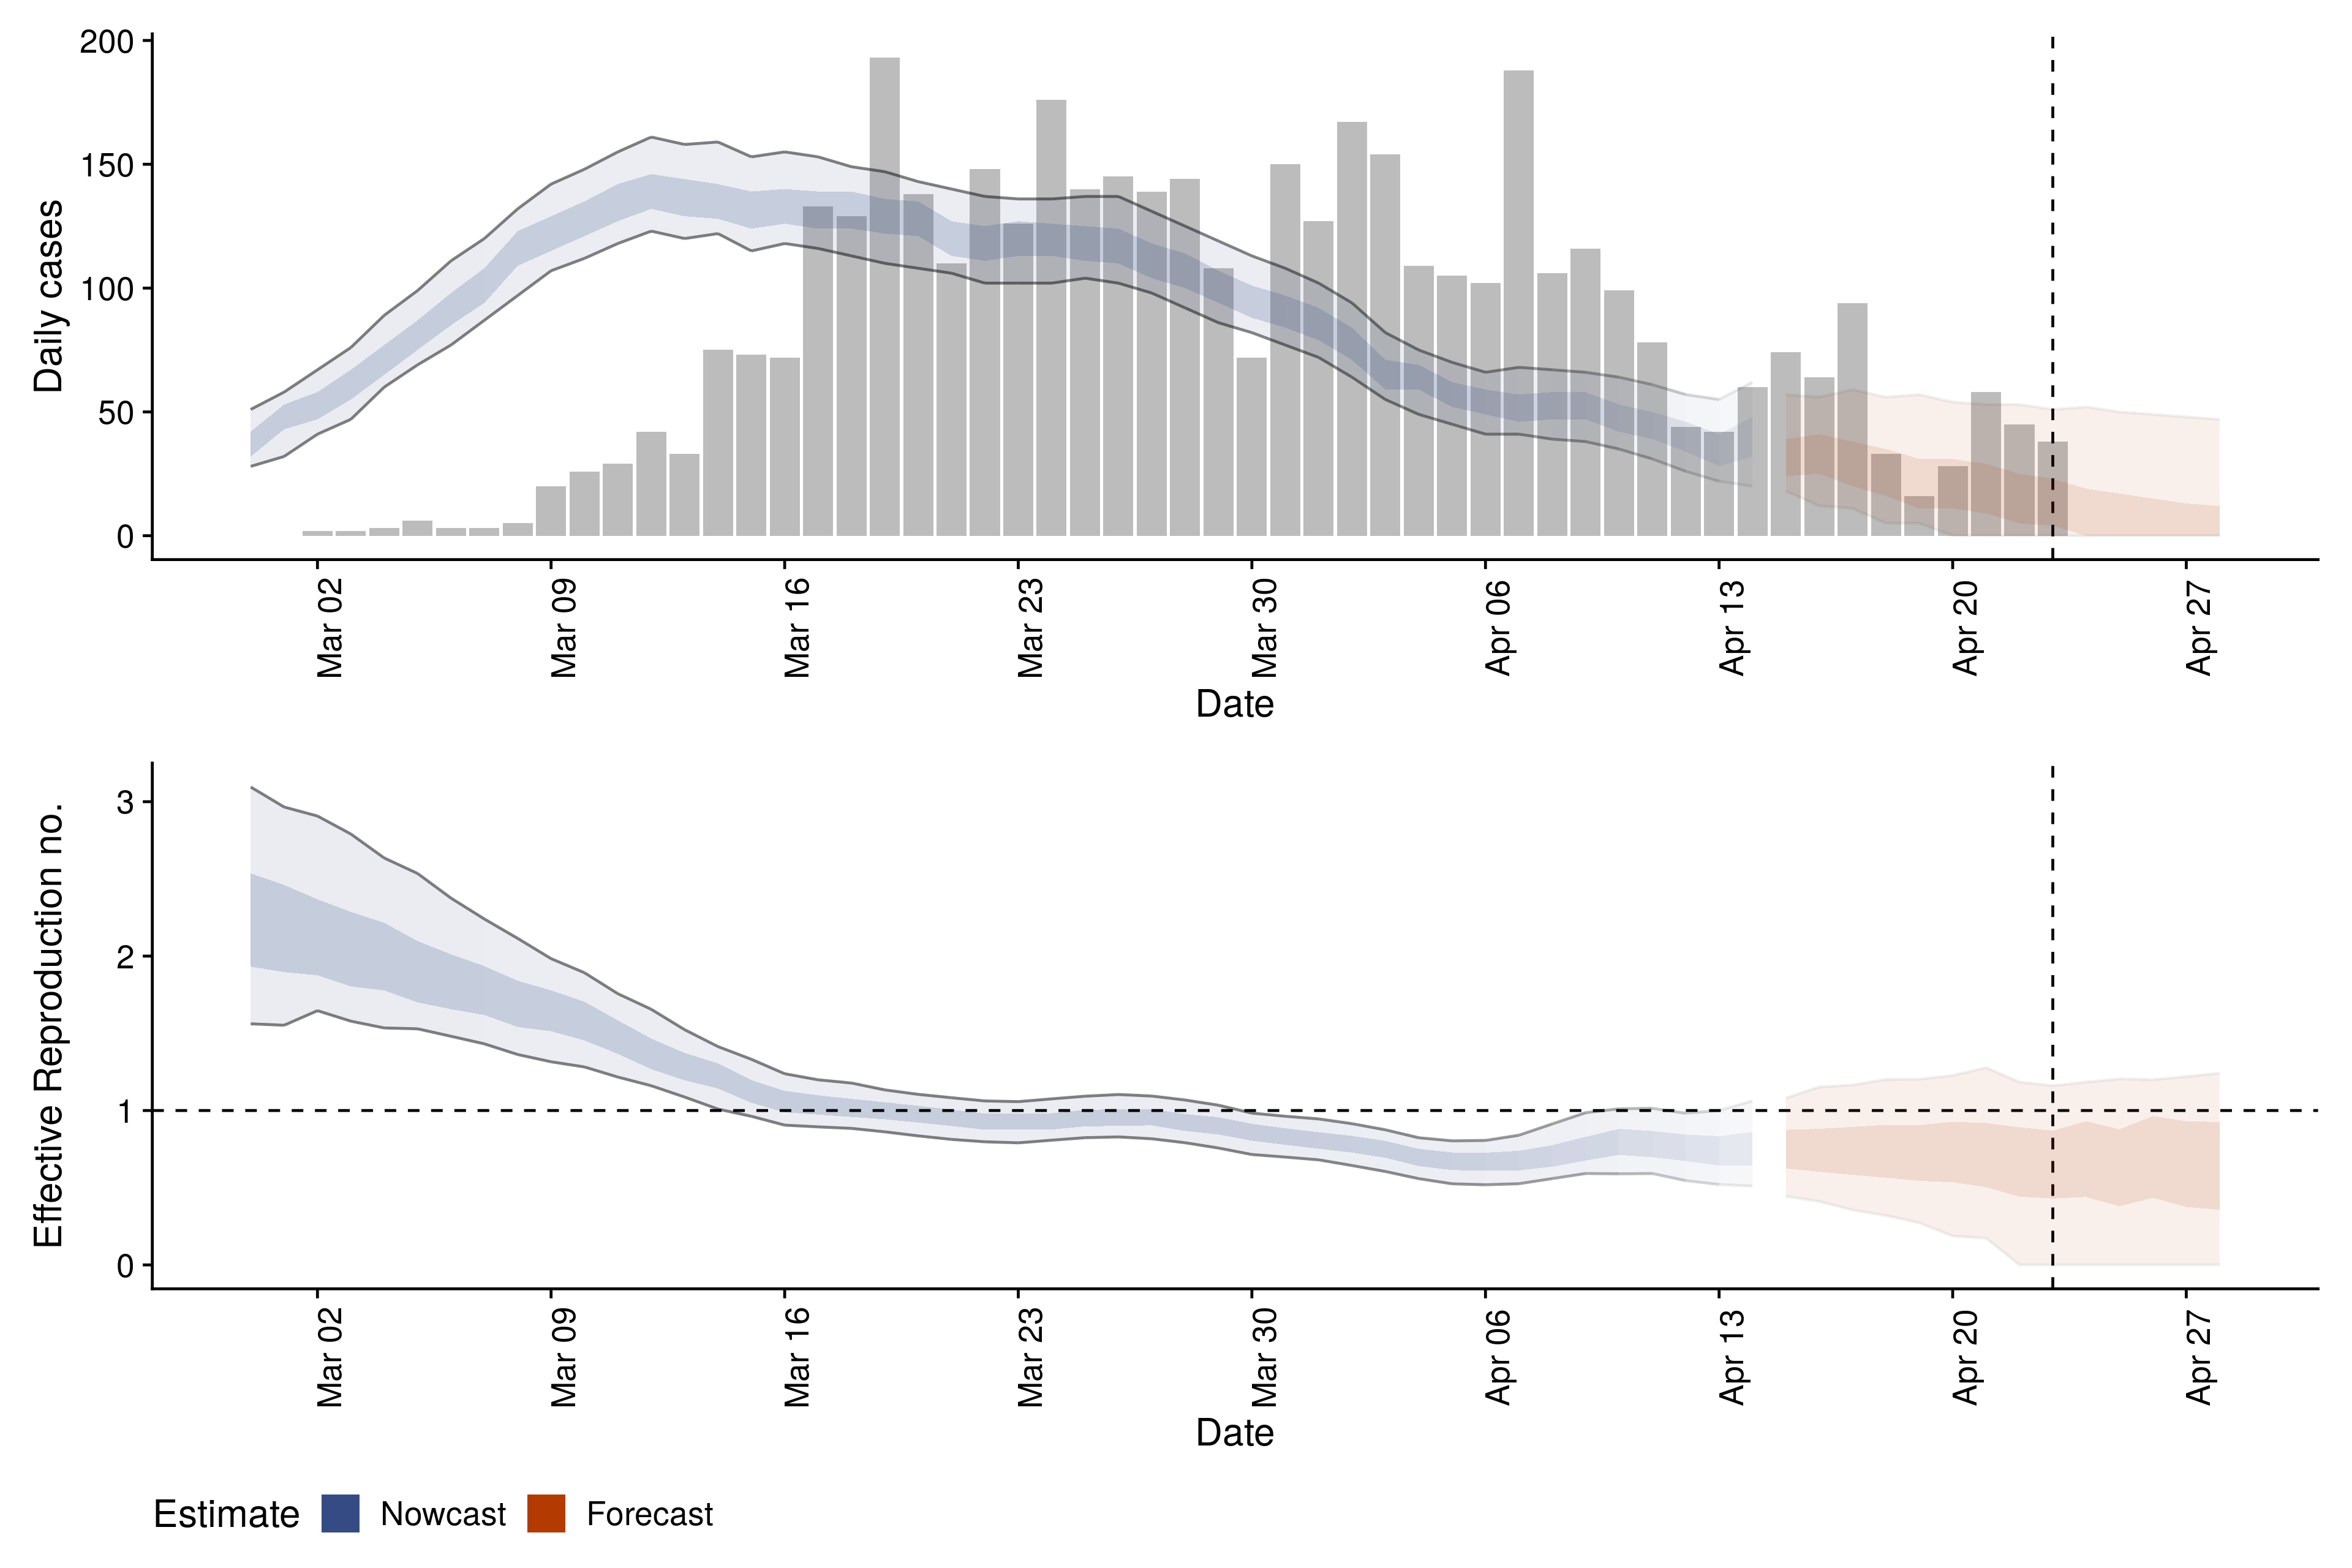 200
150
100
50
0
Daily cases
Mar 02 Mar 09 Mar 16 Mar 23 Mar 30 Apr 06 Apr 13 Apr 20 Apr 27
Date
3
2
1
0
Effective Reproduction no.
Mar 02 Mar 09 Mar 16 Mar 23 Mar 30 Apr 06 Apr 13 Apr 20 Apr 27
Date
Estimate Nowcast Forecast